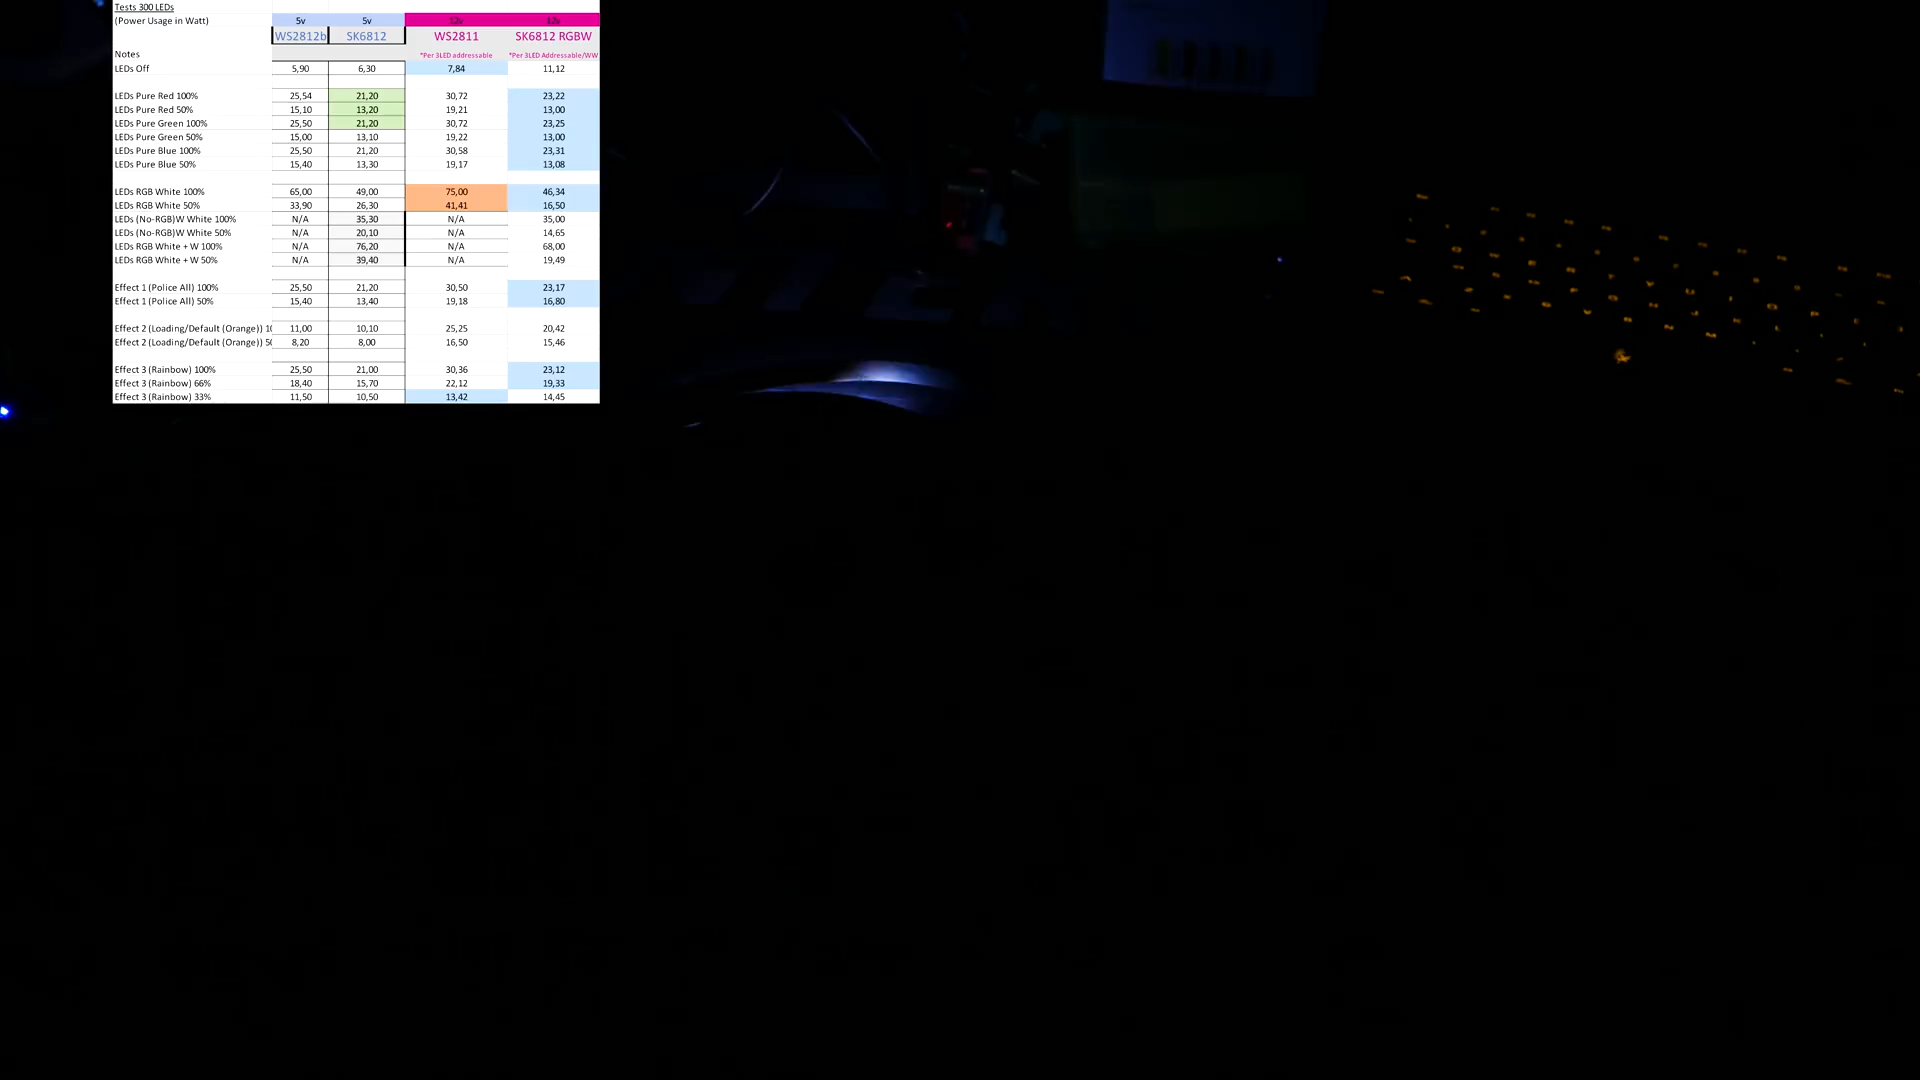 Tests 300 LEDs
(Power Usage in Watt) 5v 5v 12v 12v
WS2812b SK6812 WS2811 SK6812 RGBW
Notes *Per 3LED addressable *Per 3LED Addressable/WW
LEDs Off 5,90 6,30 7,84 11,12
LEDs Pure Red 100% 25,54 21,20 30,72 23,22
LEDs Pure Red 50% 15,10 13,20 19,21 13,00
LEDs Pure Green 100% 25,50 21,20 30,72 23,25
LEDs Pure Green 50% 15,00 13,10 19,22 13,00
LEDs Pure Blue 100% 25,50 21,20 30,58 23,31
LEDs Pure Blue 50% 15,40 13,30 19,17 13,08
LEDs RGB White 100% 65,00 49,00 75,00 46,34
LEDs RGB White 50% 33,90 26,30 41,41 16,50
LEDs (No-RGB)W White 100% N/A 35,30 N/A 35,00
LEDs (No-RGB)W White 50% N/A 20,10 N/A 14,65
LEDs RGB White + W 100% N/A 76,20 N/A 68,00
LEDs RGB White + W 50% N/A 39,40 N/A 19,49
Effect 1 (Police All) 100% 25,50 21,20 30,50 23,17
Effect 1 (Police All) 50% 15,40 13,40 19,18 16,80
Effect 2 (Loading/Default (Orange)) 10 11,00 10,10 25,25 20,42
Effect 2 (Loading/Default (Orange)) 50 8,20 8,00 16,50 15,46
Effect 3 (Rainbow) 100% 25,50 21,00 30,36 23,12
Effect 3 (Rainbow) 66% 18,40 15,70 22,12 19,33
Effect 3 (Rainbow) 33% 11,50 10,50 13,42 14,45